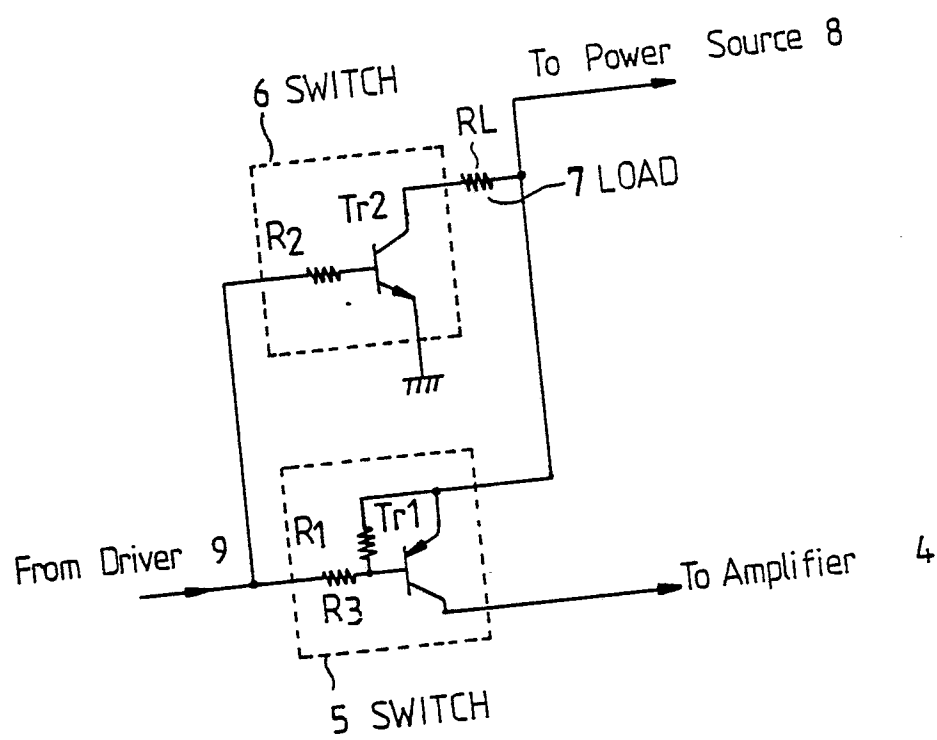 To Power Source 8
6 SWITCH
RL
7 LOAD
Tr2
R2
R1
Tr1
From Driver 9
R3
To Amplifier 4
5 SWITCH